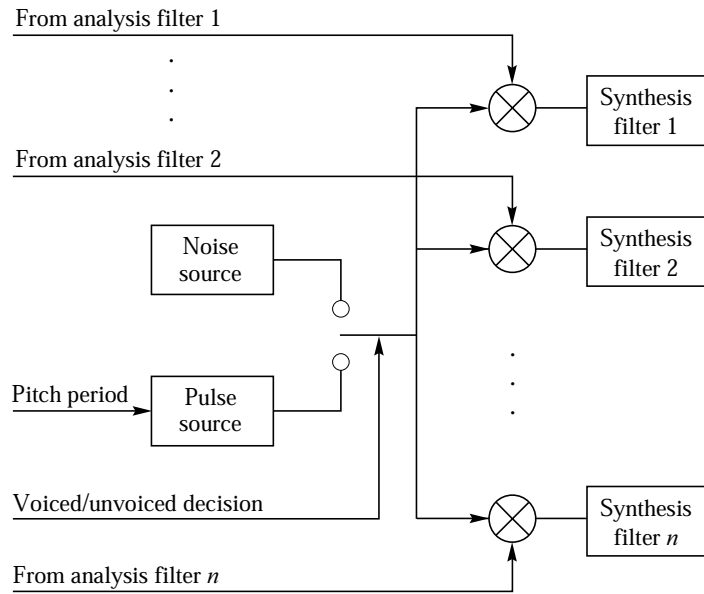 From analysis filter 1
Synthesis
filter 1
From analysis filter 2
Synthesis
filter 2
Noise
source
Pitch period
Pulse
source
Voiced/unvoiced decision
Synthesis
filter n
From analysis filter n